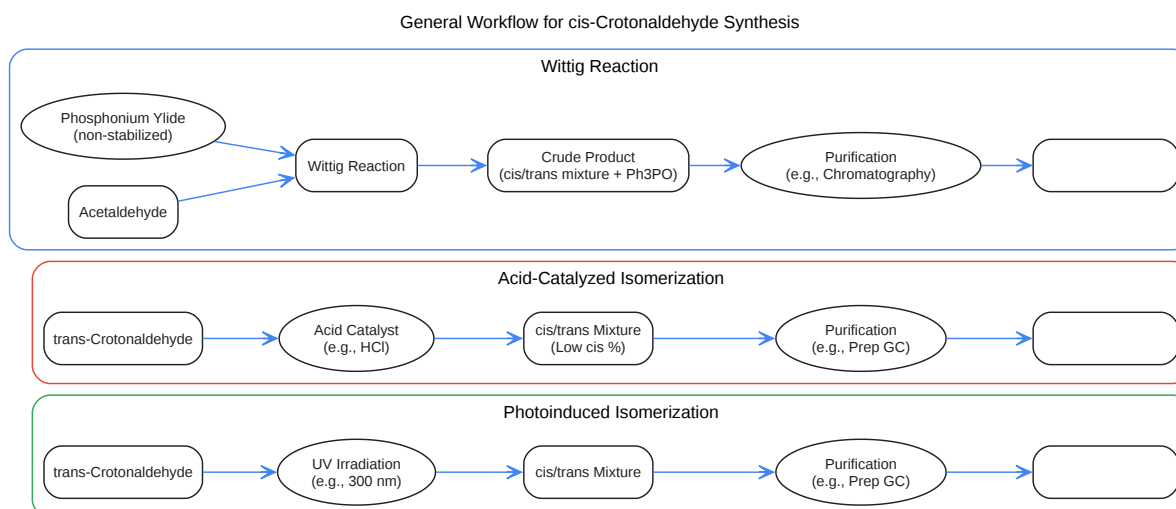 General Workflow for cis-Crotonaldehyde Synthesis
Wittig Reaction
Phosphonium Ylide
(non-stabilized)
Acetaldehyde
Wittig Reaction
Crude Product
(cis/trans mixture + Ph3PO)
Purification
(e.g., Chromatography)
Acid-Catalyzed Isomerization
trans-Crotonaldehyde
Acid Catalyst
(e.g., HCl)
cis/trans Mixture
(Low cis %)
Purification
(e.g., Prep GC)
Photoinduced Isomerization
trans-Crotonaldehyde
UV Irradiation
(e.g., 300 nm)
cis/trans Mixture
Purification
(e.g., Prep GC)